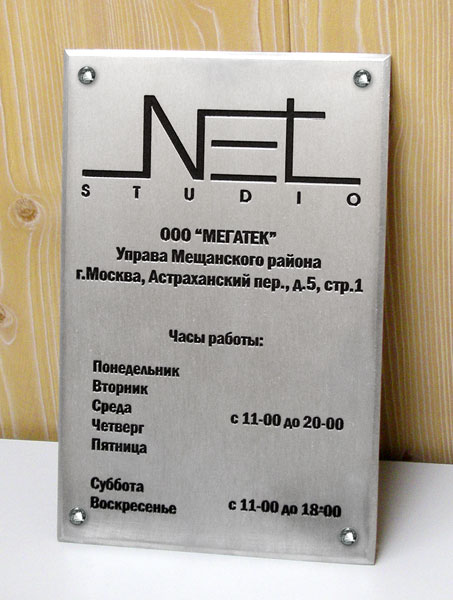 NET
STUDIO
ООО "МЕГАТЕК"
Управа Мещанского района
г.Москва, Астраханский пер., д.5, стр.1
Часы работы:
Понедельник
Вторник
Среда
Четверг с 11-00 до 20-00
Пятница
Суббота
Воскресенье с 11-00 до 18-00